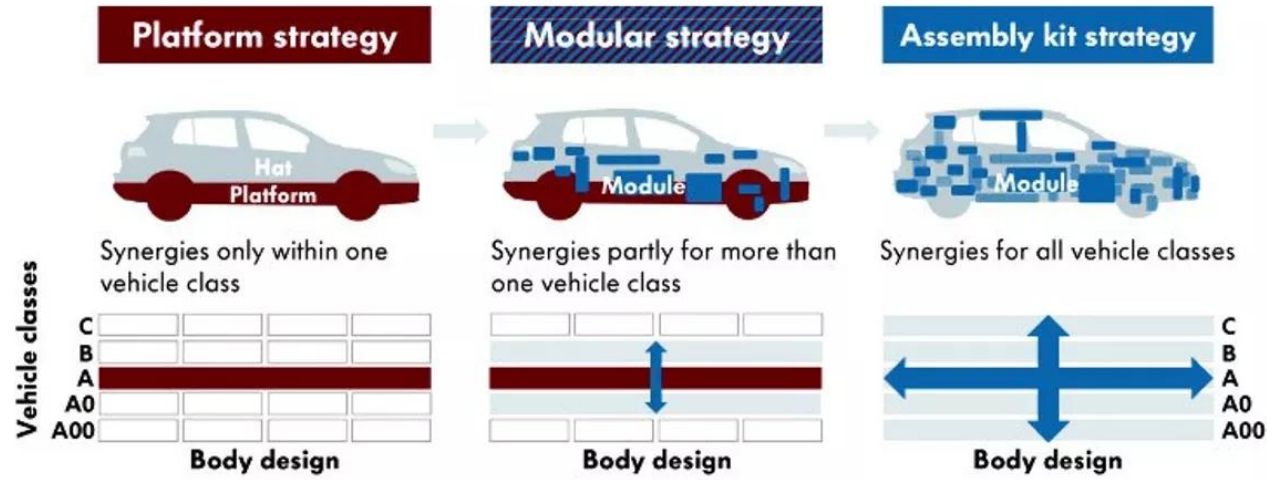 Platform strategy
Modular strategy
Assembly kit strategy
Hat
Platform
Module
Module
Synergies only within one
vehicle class
Synergies partly for more than
one vehicle class
Synergies for all vehicle classes
Vehicle classes
C
B
A
A0
A00
C
B
A
A0
A00
Body design
Body design
Body design